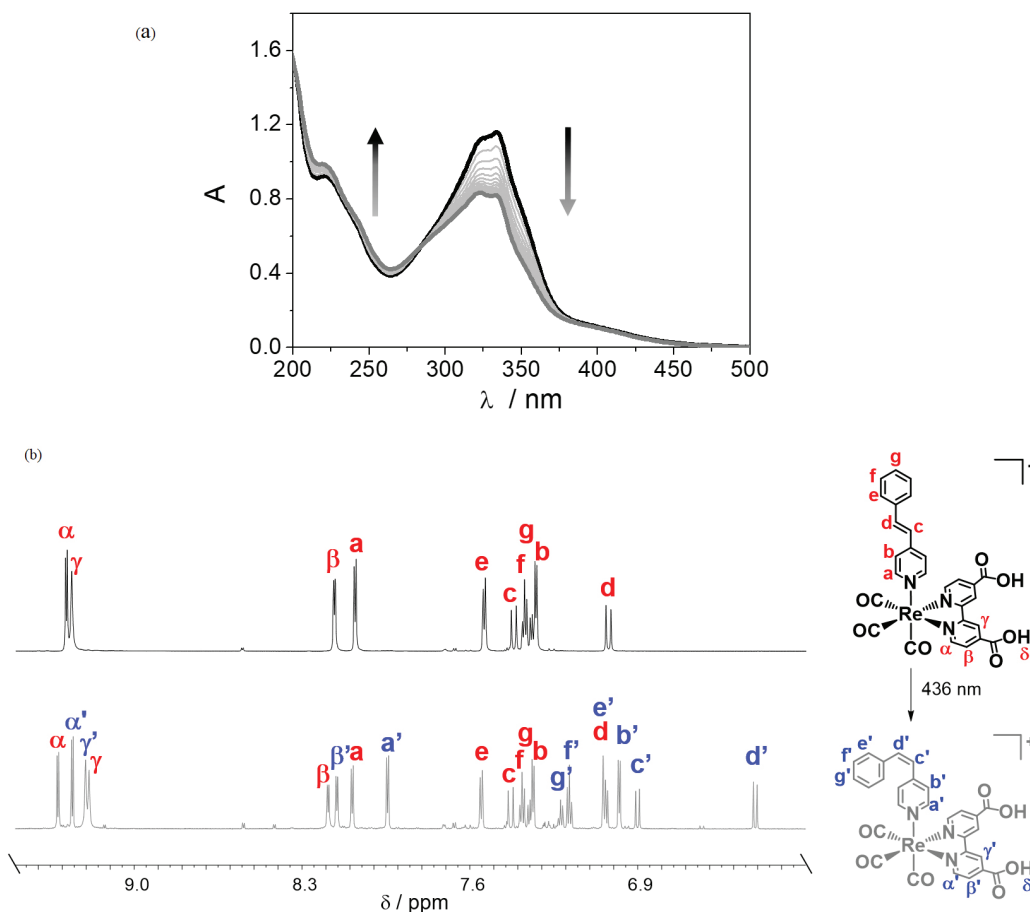 (a)
1.6
1.2
0.8
0.4
0.0
A
200 250 300 350 400 450 500
λ / nm
(b)
α
γ
β
a
e
c
f
g
b
d
g
f
e
d
c
b
a
N
OC
OC
CO
Re
N
N
α
β
γ
O
OH
O
OH
δ
436 nm
α
α'
γ'
γ
β
β'
a
a'
e
c
f
g
b
g'
f'
e'
d
b'
c'
d'
9.0 8.3 7.6 6.9
δ / ppm
+
e'
f'
g'
d'
c'
b'
a'
N
OC
OC
CO
Re
N
N
α'
β'
γ'
O
OH
O
OH
δ